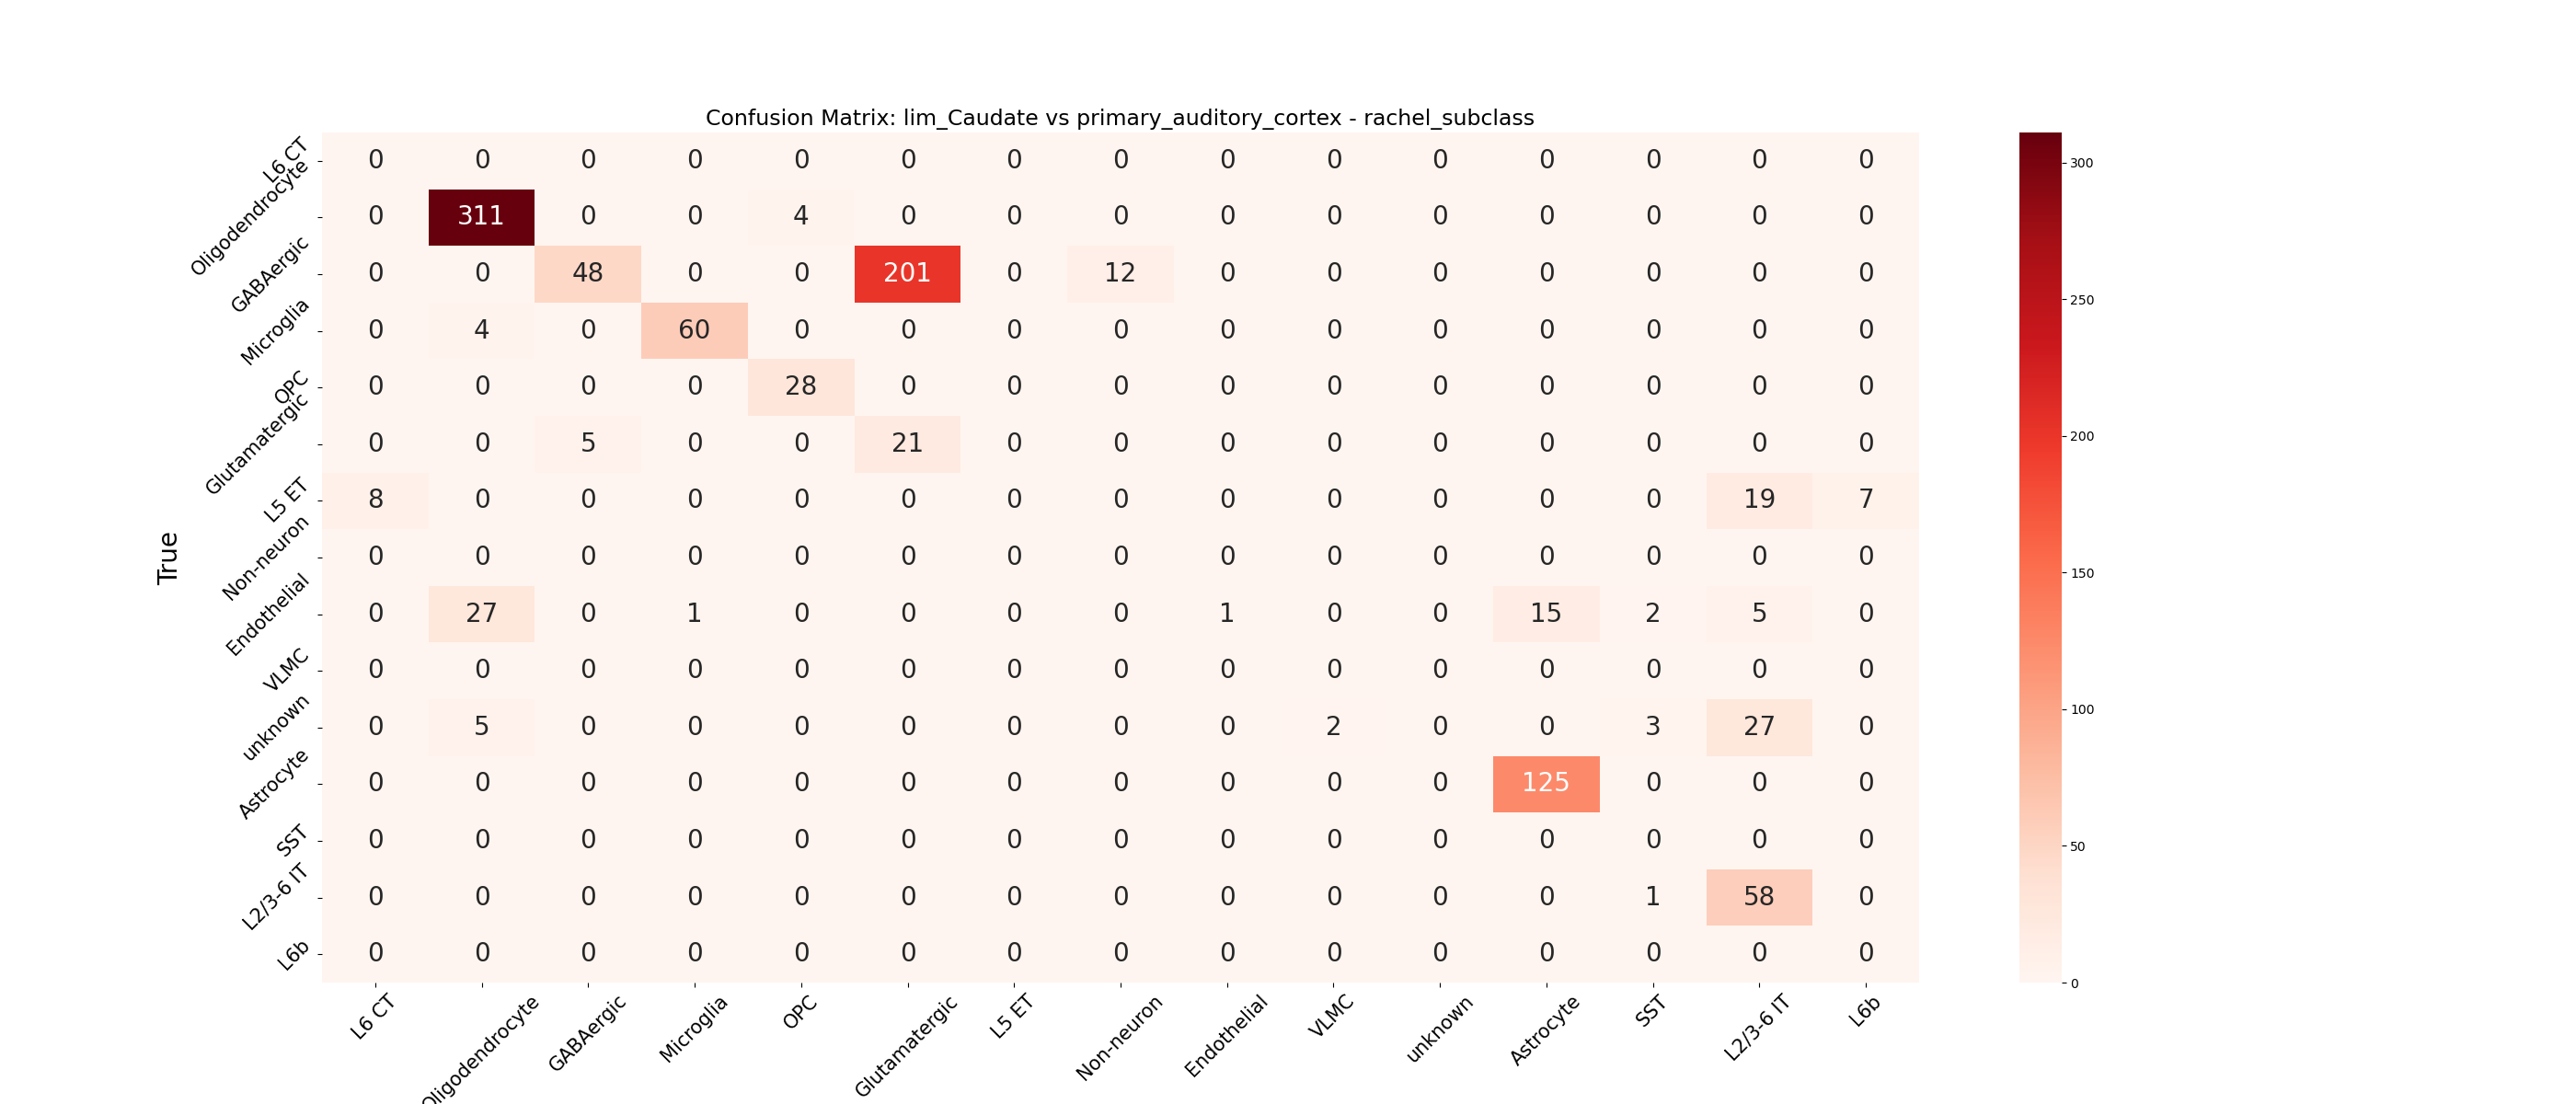 Confusion Matrix: lim_Caudate vs primary_auditory_cortex - rachel_subclass
True
L6 CT 0 0 0 0 0 0 0 0 0 0 0 0 0 0 0
Oligodendrocyte 0 311 0 0 4 0 0 0 0 0 0 0 0 0 0
GABAergic 0 0 48 0 0 201 0 12 0 0 0 0 0 0 0
Microglia 0 4 0 60 0 0 0 0 0 0 0 0 0 0 0
OPC 0 0 0 0 28 0 0 0 0 0 0 0 0 0 0
Glutamatergic 0 0 5 0 0 21 0 0 0 0 0 0 0 0 0
L5 ET 8 0 0 0 0 0 0 0 0 0 0 0 0 19 7
Non-neuron 0 0 0 0 0 0 0 0 0 0 0 0 0 0 0
Endothelial 0 27 0 1 0 0 0 0 1 0 0 15 2 5 0
VLMC 0 0 0 0 0 0 0 0 0 0 0 0 0 0 0
unknown 0 5 0 0 0 0 0 0 0 2 0 0 3 27 0
Astrocyte 0 0 0 0 0 0 0 0 0 0 0 125 0 0 0
SST 0 0 0 0 0 0 0 0 0 0 0 0 0 0 0
L2/3-6 IT 0 0 0 0 0 0 0 0 0 0 0 0 1 58 0
L6b 0 0 0 0 0 0 0 0 0 0 0 0 0 0 0
L6 CT Oligodendrocyte GABAergic Microglia OPC Glutamatergic L5 ET Non-neuron Endothelial VLMC unknown Astrocyte SST L2/3-6 IT L6b
300
250
200
150
100
50
0